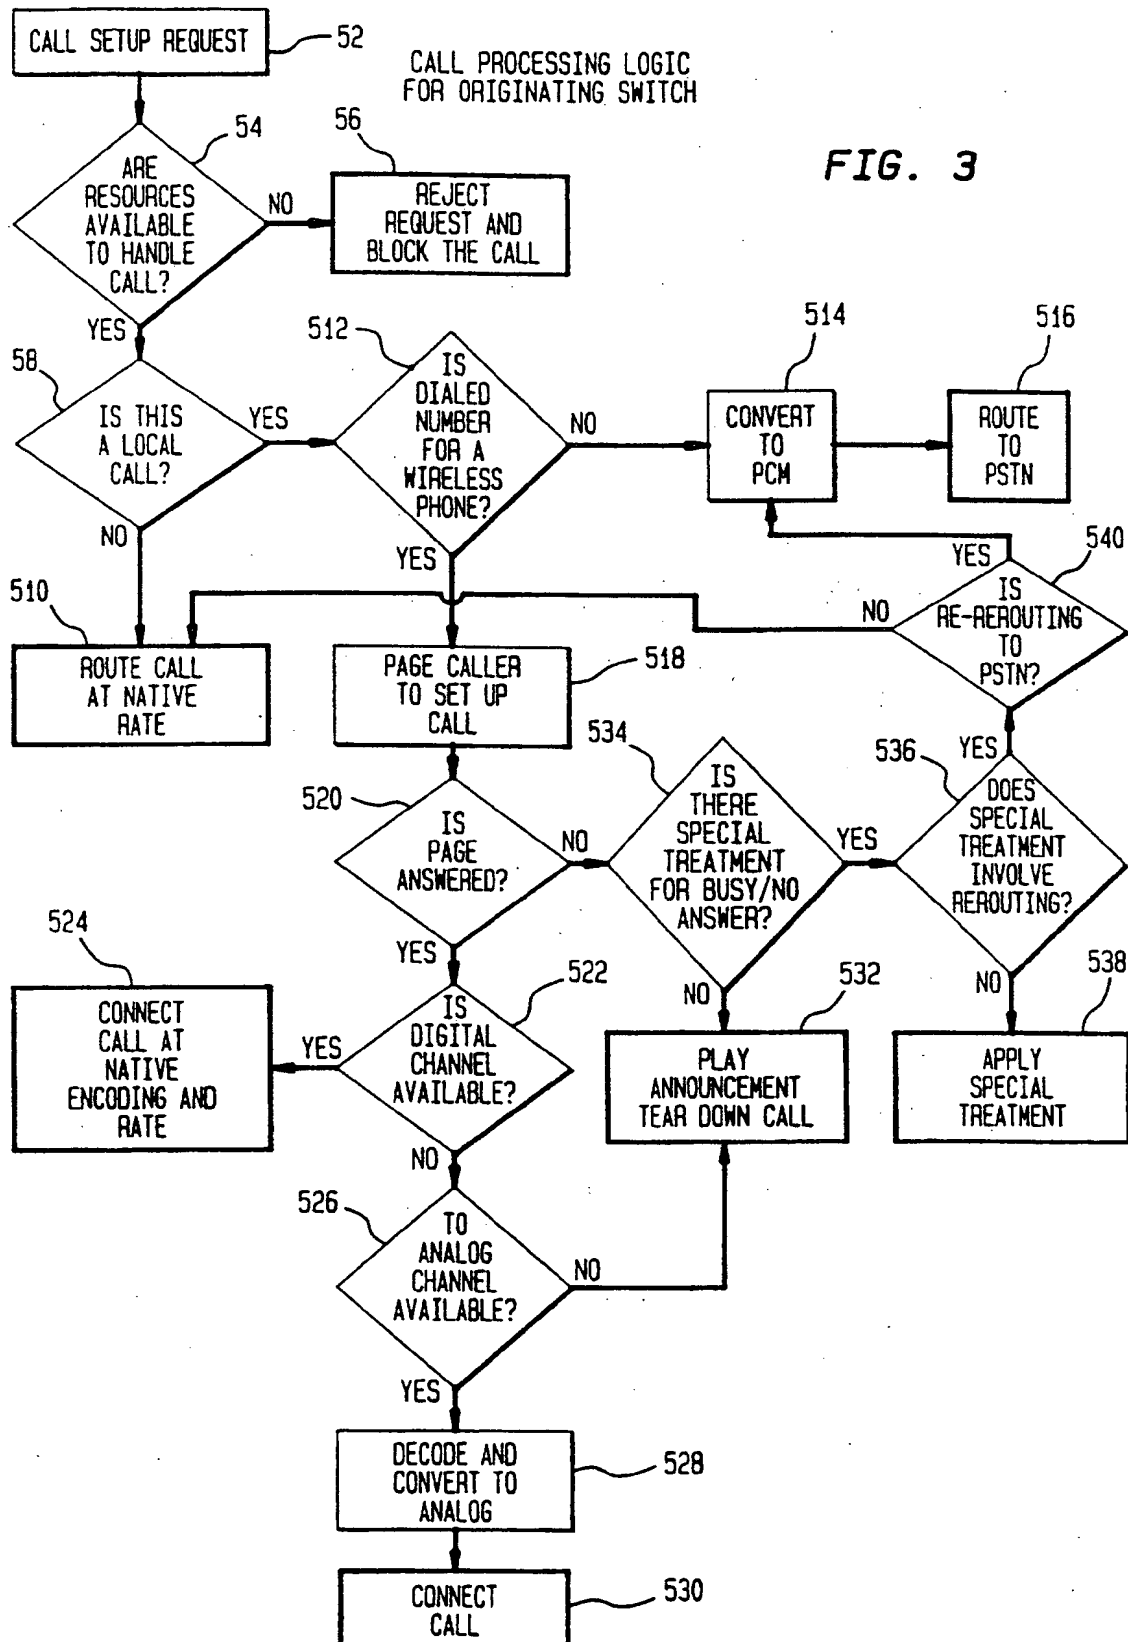 CALL SETUP REQUEST
52
CALL PROCESSING LOGIC
FOR ORIGINATING SWITCH
FIG. 3
54
ARE
RESOURCES
AVAILABLE
TO HANDLE
CALL?
NO
56
REJECT
REQUEST AND
BLOCK THE CALL
YES
58
IS THIS
A LOCAL
CALL?
YES
NO
512
IS
DIALED
NUMBER
FOR A
WIRELESS
PHONE?
NO
YES
514
CONVERT
TO
PCM
516
ROUTE
TO
PSTN
540
YES
IS
RE-REROUTING
TO
PSTN?
NO
510
ROUTE CALL
AT NATIVE
RATE
518
PAGE CALLER
TO SET UP
CALL
520
IS
PAGE
ANSWERED?
NO
YES
534
IS
THERE
SPECIAL
TREATMENT
FOR BUSY/NO
ANSWER?
YES
NO
536
YES
DOES
SPECIAL
TREATMENT
INVOLVE
REROUTING?
NO
538
APPLY
SPECIAL
TREATMENT
532
PLAY
ANNOUNCEMENT
TEAR DOWN CALL
524
CONNECT
CALL AT
NATIVE
ENCODING AND
RATE
YES
522
IS
DIGITAL
CHANNEL
AVAILABLE?
NO
526
TO
ANALOG
CHANNEL
AVAILABLE?
NO
YES
528
DECODE AND
CONVERT TO
ANALOG
530
CONNECT
CALL